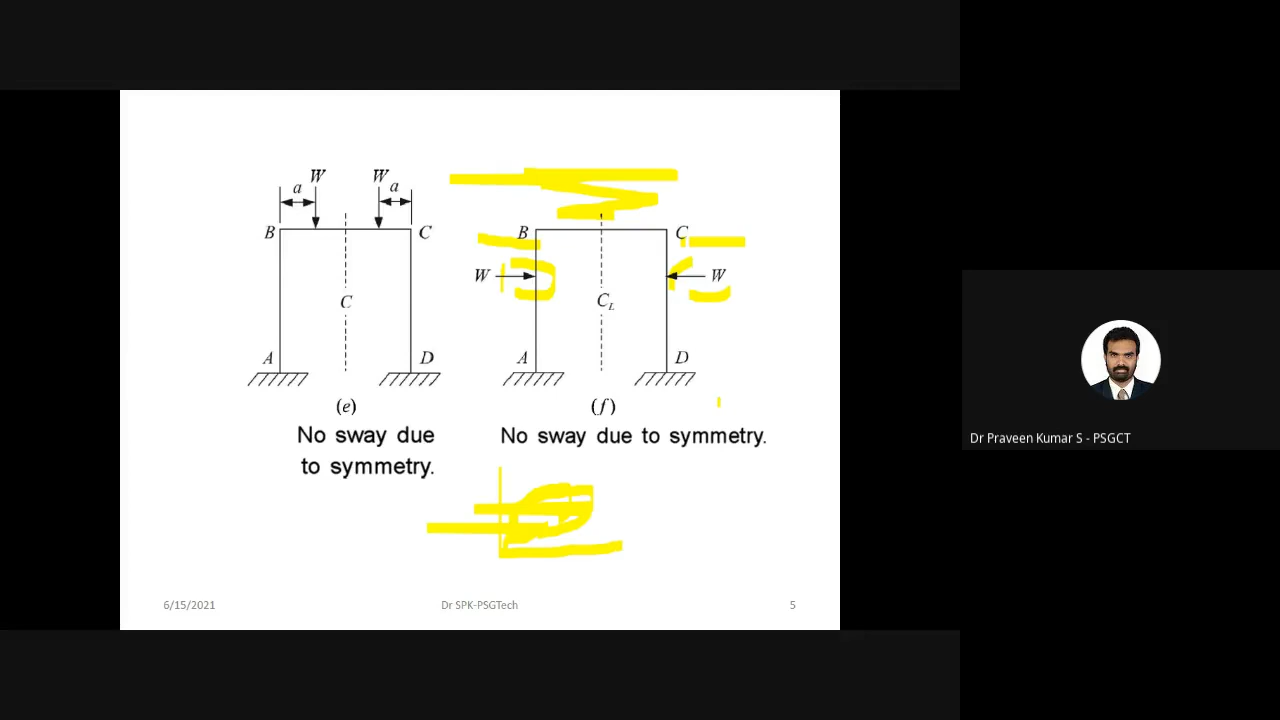 W W
a a
B C B C
W W
C C_L
A D A D
(e) (f)
No sway due
to symmetry.
No sway due to symmetry.
Dr Praveen Kumar S - PSGCT
6/15/2021 Dr SPK-PSGTech 5